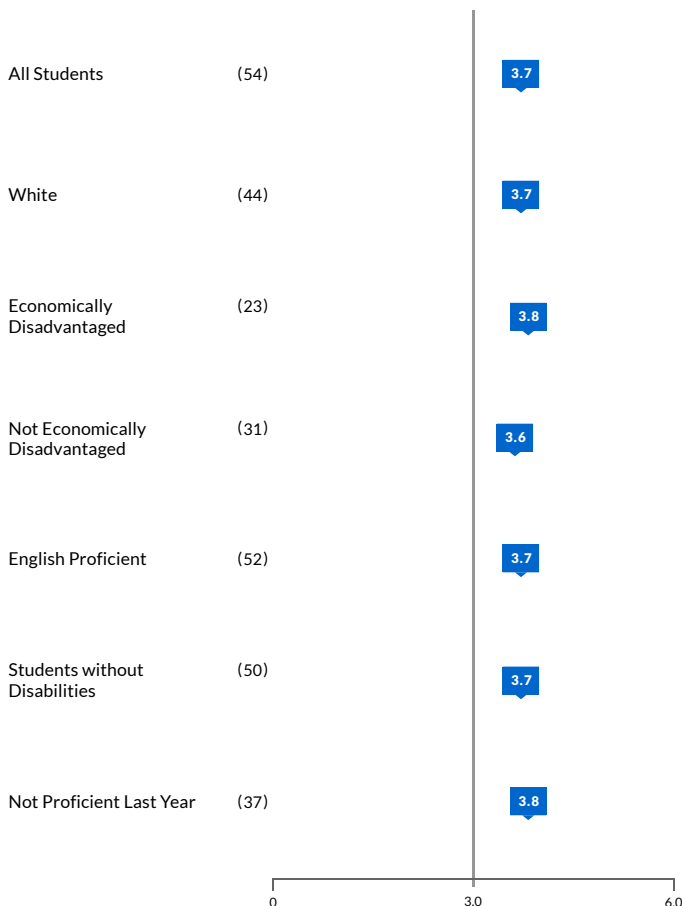 All Students (54) 3.7
White (44) 3.7
Economically (23)
Disadvantaged 3.8
Not Economically (31)
Disadvantaged 3.6
English Proficient (52) 3.7
Students without (50)
Disabilities 3.7
Not Proficient Last Year (37) 3.8
0 3.0 6.0